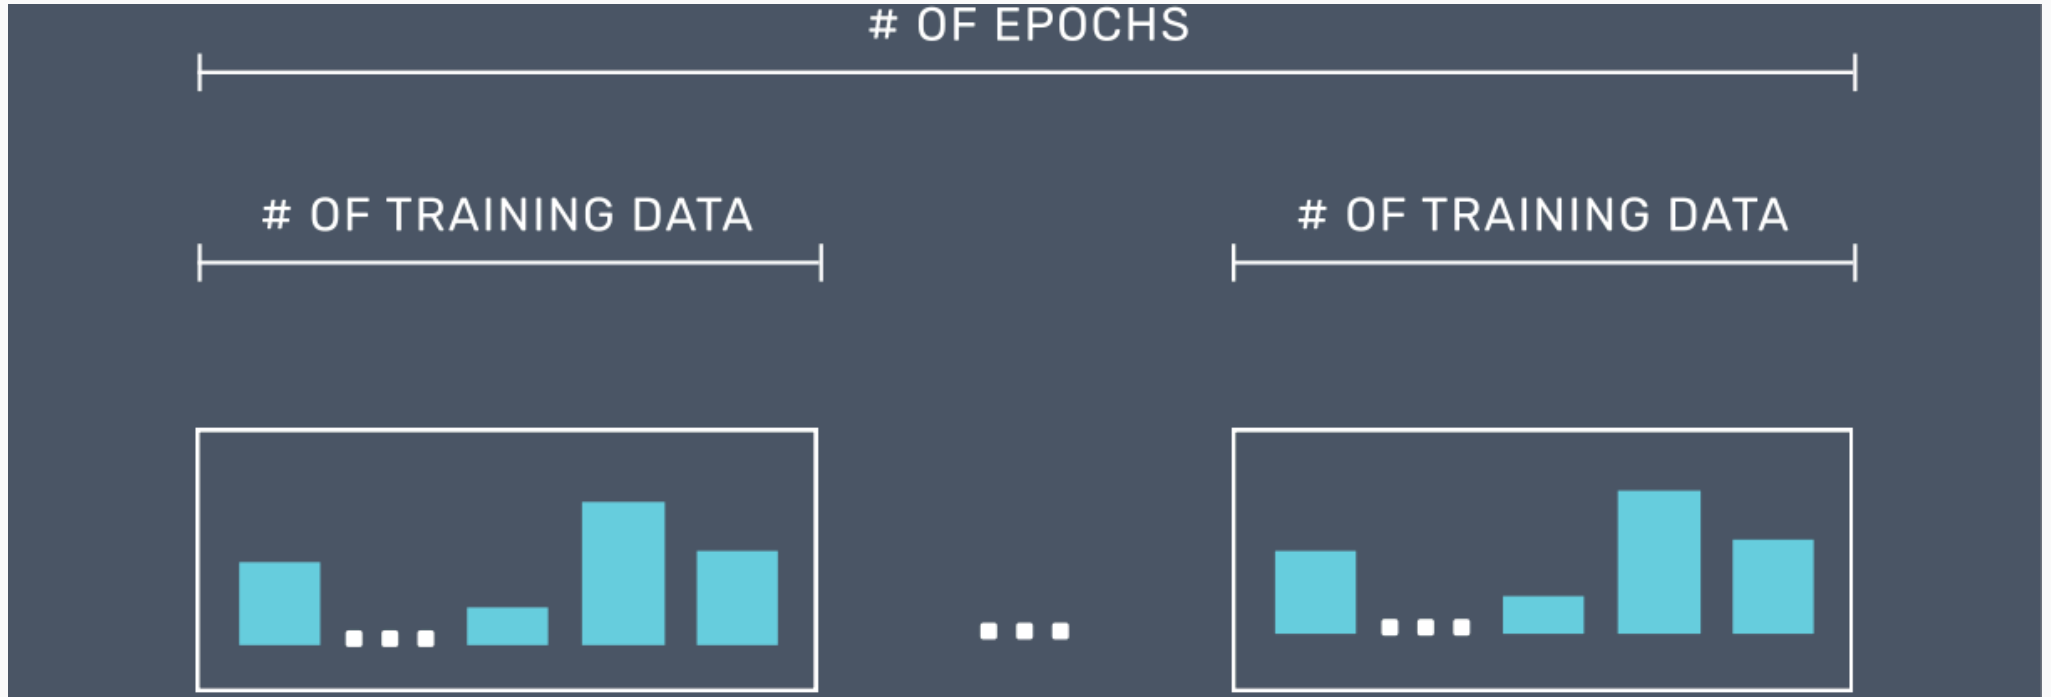 # OF EPOCHS
# OF TRAINING DATA
# OF TRAINING DATA